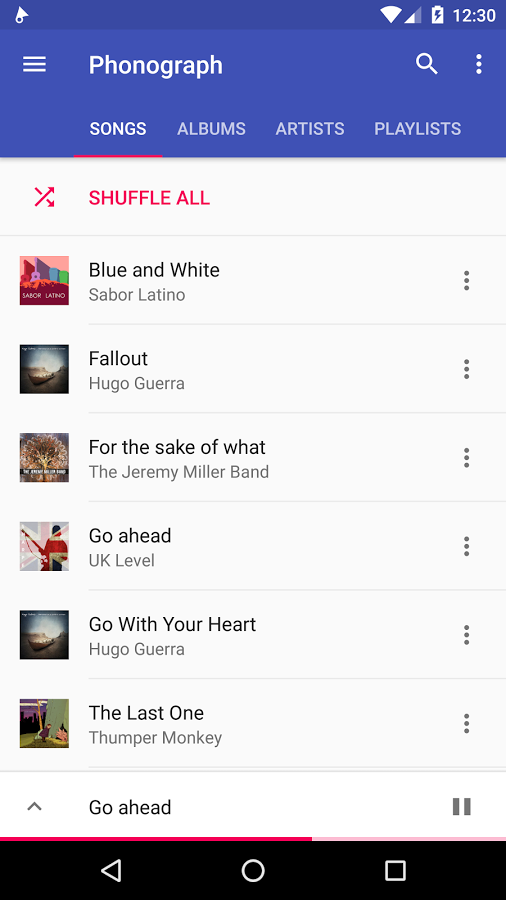 12:30
Phonograph
SONGS ALBUMS ARTISTS PLAYLISTS
SHUFFLE ALL
SABOR LATINO
Blue and White
Sabor Latino
Fallout
Hugo Guerra
THE JEREMY MILLER BAND
For the sake of what
The Jeremy Miller Band
Go ahead
UK Level
Go With Your Heart
Hugo Guerra
The Last One
Thumper Monkey
Go ahead